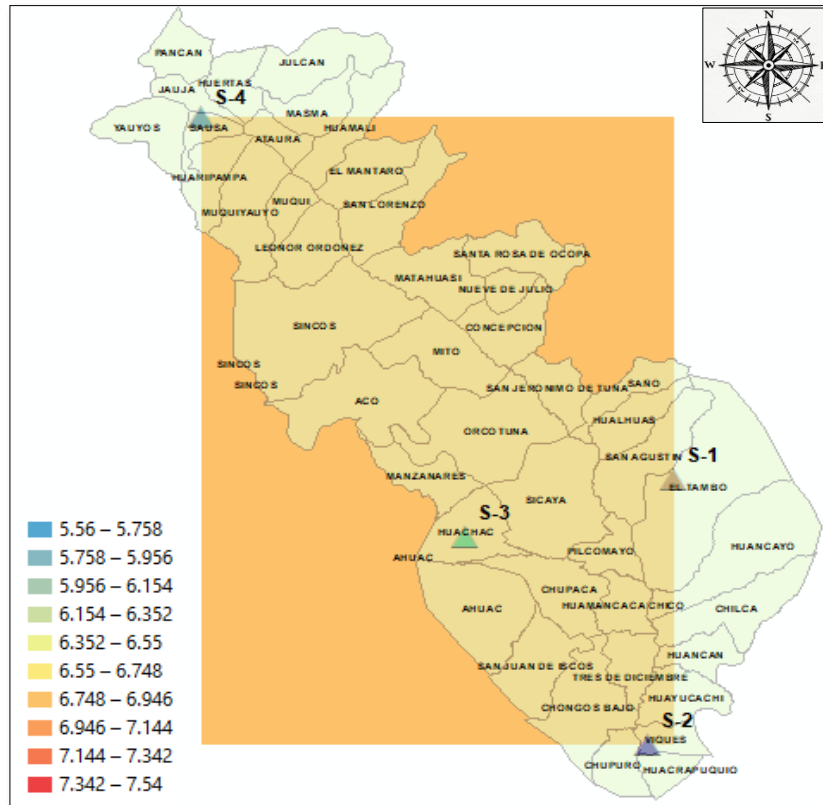 N
W
E
S
PANCAN
JULCAN
HUERTAS
JAUJA
S-4
MASMA
YAUYOS
SAUSA
HUAMALI
ATAURA
EL MANTARO
HUARIPAMPA
MUQUI
SAN LORENZO
MUQUIYAUYO
LEONOR ORDOÑEZ
SANTA ROSA DE OCOPA
MATAHUASI
NUEVE DE JULIO
SINCOS
CONCEPCION
MITO
SINCOS
SINCOS
SAN JERONIMO DE TUNA
SAÑO
ACO
HUALHUAS
ORCOTUNA
SAN AGUSTIN
S-1
MANZANARES
EL TAMBO
SICAYA
S-3
HUACHAC
HUANCAYO
AHUAC
PILCOMAYO
CHUPACA
AHUAC
HUAMANCACA CHICO
CHILCA
HUANCAN
SAN JUAN DE ISCOS
TRES DE DICIEMBRE
HUAYUCACHI
CHONGOS BAJO
S-2
VIQUES
CHUPURO
HUACRAPUQUIO
5.56 – 5.758
5.758 – 5.956
5.956 – 6.154
6.154 – 6.352
6.352 – 6.55
6.55 – 6.748
6.748 – 6.946
6.946 – 7.144
7.144 – 7.342
7.342 – 7.54